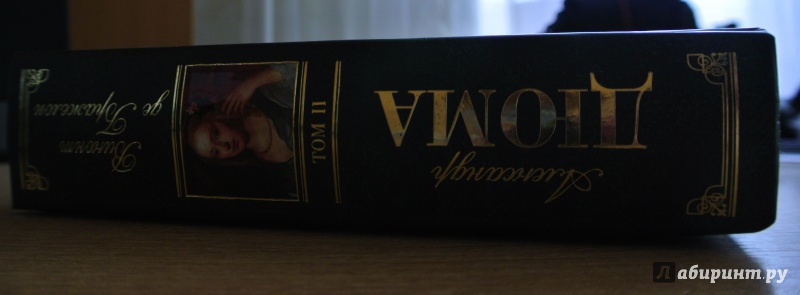 Александр
ДЮМА
ТОМ II
Виконт
де Бражелон
Лабиринт.ру